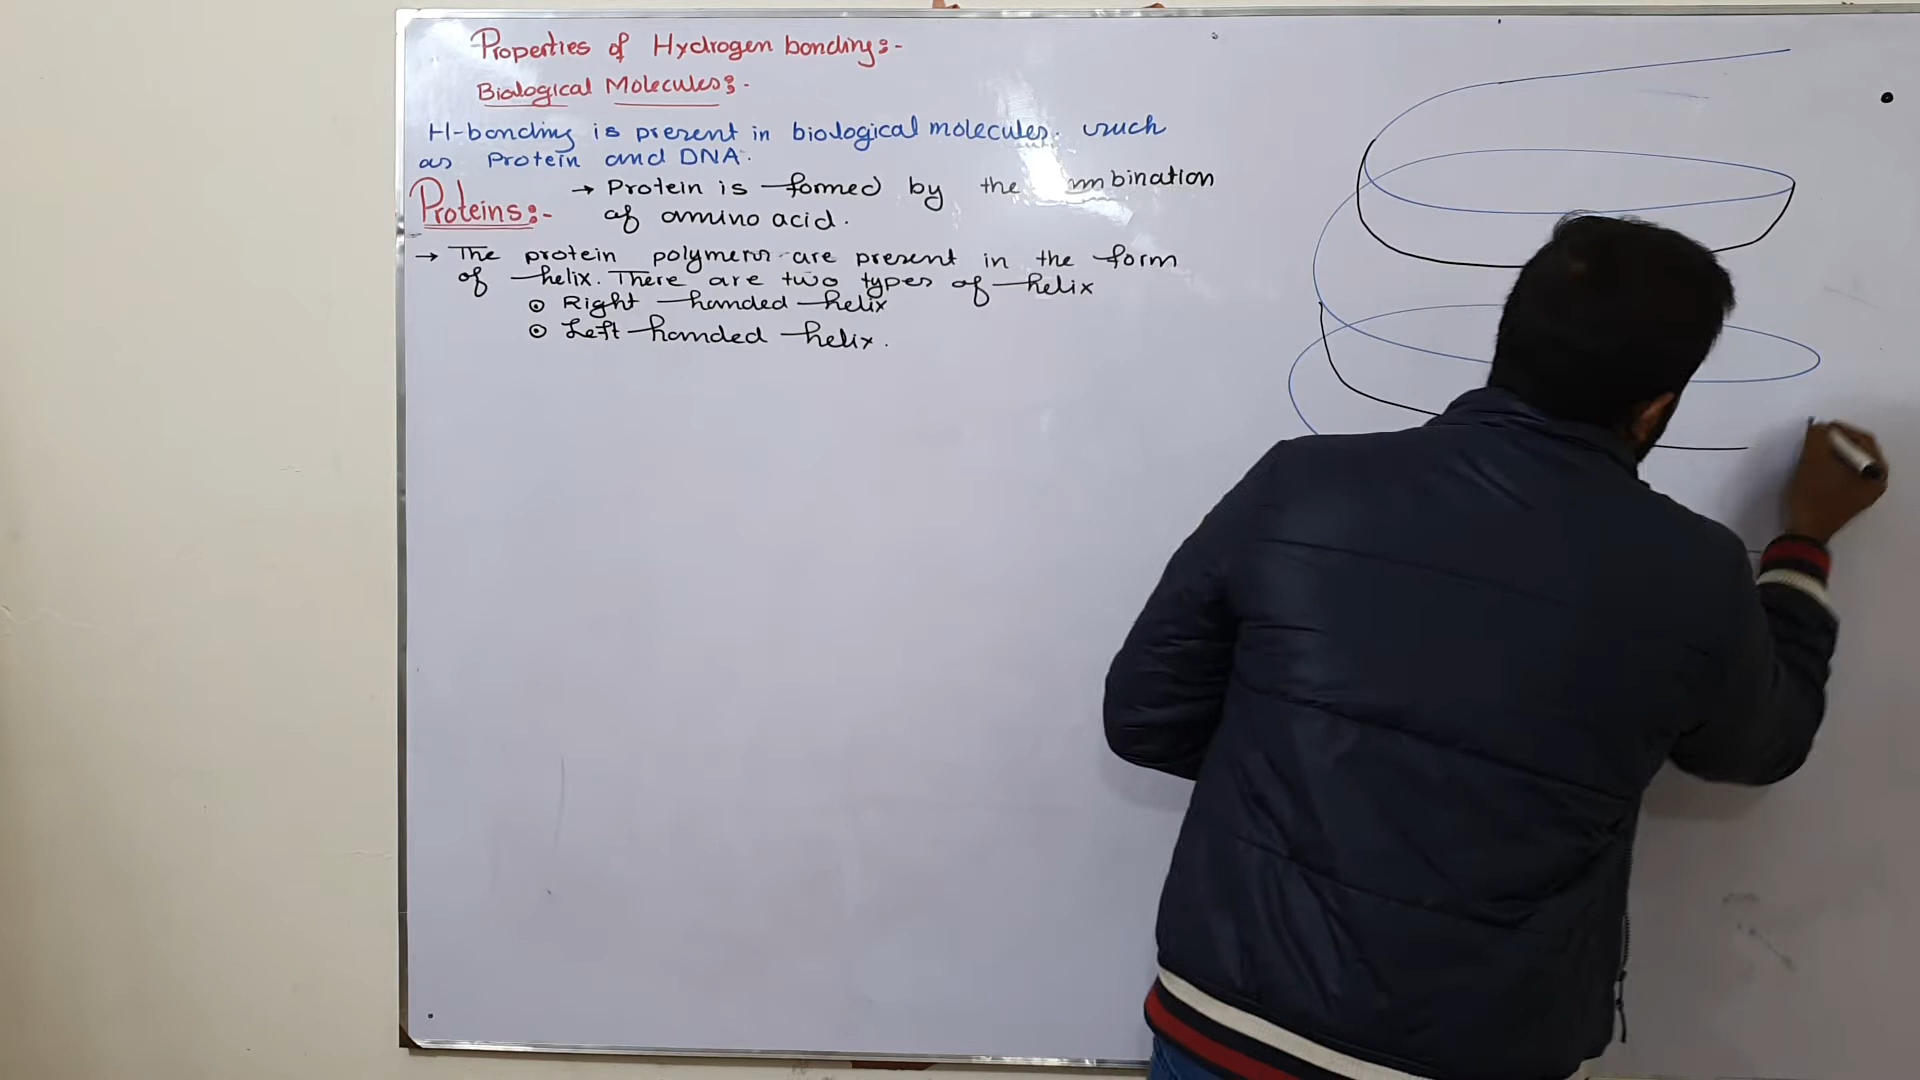 Properties of Hydrogen bonding:-
Biological Molecules:-
H-bonding is present in biological molecules. such
as Protein and DNA.
Proteins:-
→ Protein is formed by the mbination
of amino acid.
→ The protein polymers are present in the form
of helix. There are two types of helix
⊙ Right handed helix
⊙ Left handed helix.